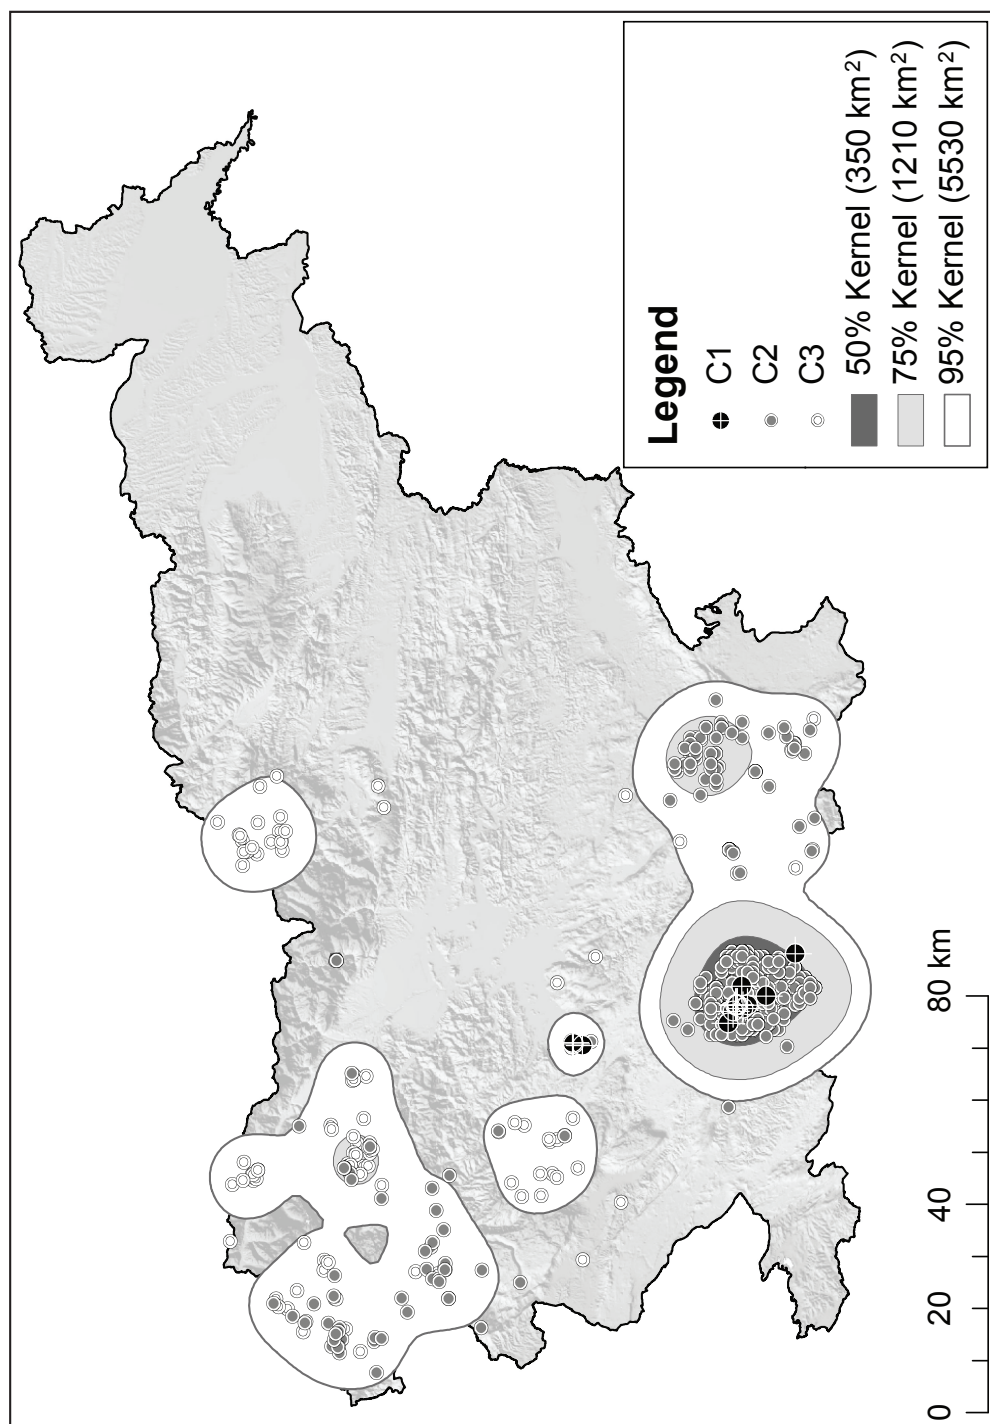 Legend
C1
C2
C3
50% Kernel (350 km²)
75% Kernel (1210 km²)
95% Kernel (5530 km²)
0 20 40 80 km